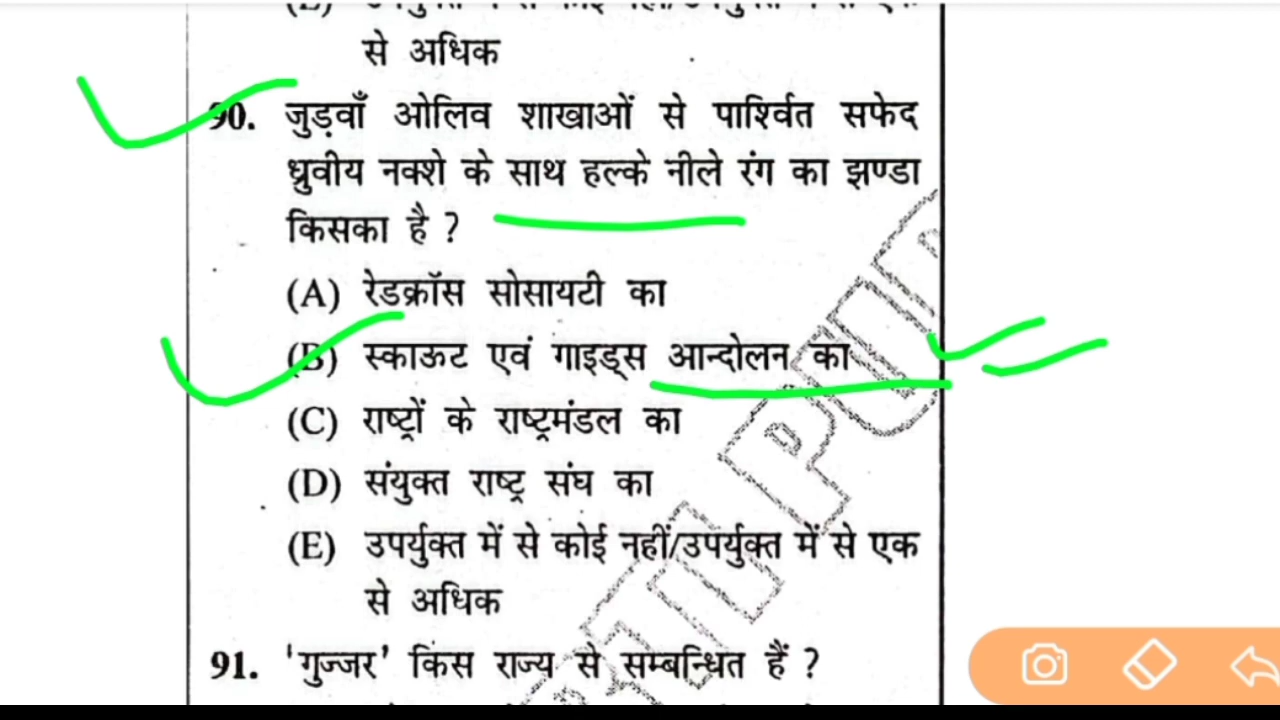 से अधिक
90. जुड़वाँ ओलिव शाखाओं से पार्श्वित सफेद
ध्रुवीय नक्शे के साथ हल्के नीले रंग का झण्डा
किसका है ?
(A) रेडक्रॉस सोसायटी का
(B) स्काऊट एवं गाइड्स आन्दोलन का
(C) राष्ट्रों के राष्ट्रमंडल का
(D) संयुक्त राष्ट्र संघ का
(E) उपर्युक्त में से कोई नहीं/उपर्युक्त में से एक
से अधिक
91. 'गुज्जर' किस राज्य से सम्बन्धित हैं ?